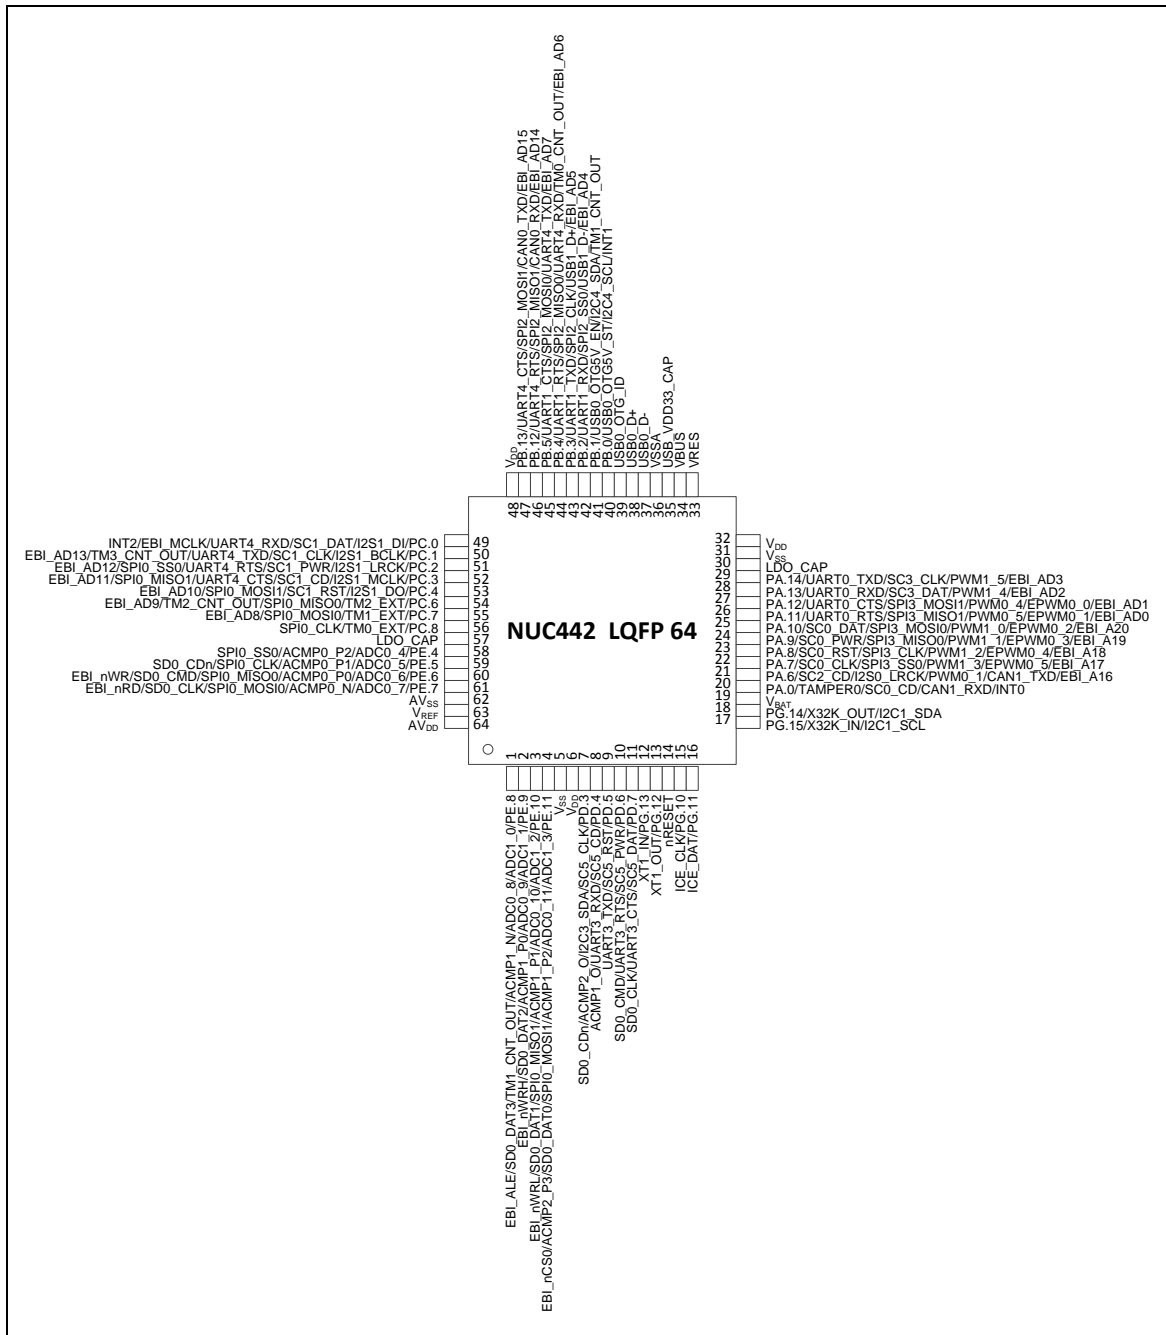 V_DD 48
PB.13/UART4_CTS/SPI2_MOSI1/CAN0_TXD/EBI_AD15 47
PB.12/UART4_RTS/SPI2_MISO1/CAN0_RXD/EBI_AD14 46
PB.5/UART1_CTS/SPI2_MOSI0/UART4_TXD/EBI_AD7 45
PB.4/UART1_RTS/SPI2_MISO0/UART4_RXD/TM0_CNT_OUT/EBI_AD6 44
PB.3/UART1_TXD/SPI2_CLK/USB1_D+/EBI_AD5 43
PB.2/UART1_RXD/SPI2_SS0/USB1_D-/EBI_AD4 42
PB.1/USB0_OTG5V_EN/I2C4_SDA/TM1_CNT_OUT 41
PB.0/USB0_OTG5V_ST/I2C4_SCL/INT1 40
USB0_OTG_ID 39
USB0_D+ 38
USB0_D- 37
VSSA 36
USB_VDD33_CAP 35
VBUS 34
VRES 33
INT2/EBI_MCLK/UART4_RXD/SC1_DAT/I2S1_DI/PC.0 49
EBI_AD13/TM3_CNT_OUT/UART4_TXD/SC1_CLK/I2S1_BCLK/PC.1 50
EBI_AD12/SPI0_SS0/UART4_RTS/SC1_PWR/I2S1_LRCK/PC.2 51
EBI_AD11/SPI0_MISO1/UART4_CTS/SC1_CD/I2S1_MCLK/PC.3 52
EBI_AD10/SPI0_MOSI1/SC1_RST/I2S1_DO/PC.4 53
EBI_AD9/TM2_CNT_OUT/SPI0_MISO0/TM2_EXT/PC.6 54
EBI_AD8/SPI0_MOSI0/TM1_EXT/PC.7 55
SPI0_CLK/TM0_EXT/PC.8 56
LDO_CAP 57
SPI0_SS0/ACMP0_P2/ADC0_4/PE.4 58
SD0_CDn/SPI0_CLK/ACMP0_P1/ADC0_5/PE.5 59
EBI_nWR/SD0_CMD/SPI0_MISO0/ACMP0_P0/ADC0_6/PE.6 60
EBI_nRD/SD0_CLK/SPI0_MOSI0/ACMP0_N/ADC0_7/PE.7 61
AV_SS 62
V_REF 63
AV_DD 64
NUC442 LQFP 64
32 V_DD
31 V_SS
30 LDO_CAP
29 PA.14/UART0_TXD/SC3_CLK/PWM1_5/EBI_AD3
28 PA.13/UART0_RXD/SC3_DAT/PWM1_4/EBI_AD2
27 PA.12/UART0_CTS/SPI3_MOSI1/PWM0_4/EPWM0_0/EBI_AD1
26 PA.11/UART0_RTS/SPI3_MISO1/PWM0_5/EPWM0_1/EBI_AD0
25 PA.10/SC0_DAT/SPI3_MOSI0/PWM1_0/EPWM0_2/EBI_A20
24 PA.9/SC0_PWR/SPI3_MISO0/PWM1_1/EPWM0_3/EBI_A19
23 PA.8/SC0_RST/SPI3_CLK/PWM1_2/EPWM0_4/EBI_A18
22 PA.7/SC0_CLK/SPI3_SS0/PWM1_3/EPWM0_5/EBI_A17
21 PA.6/SC2_CD/I2S0_LRCK/PWM0_1/CAN1_TXD/EBI_A16
20 PA.0/TAMPER0/SC0_CD/CAN1_RXD/INT0
19 V_BAT
18 PG.14/X32K_OUT/I2C1_SDA
17 PG.15/X32K_IN/I2C1_SCL
1 EBI_ALE/SD0_DAT3/TM1_CNT_OUT/ACMP1_N/ADC0_8/ADC1_0/PE.8
2 EBI_nWRH/SD0_DAT2/ACMP1_P0/ADC0_9/ADC1_1/PE.9
3 EBI_nWRL/SD0_DAT1/SPI0_MISO1/ACMP1_P1/ADC0_10/ADC1_2/PE.10
4 EBI_nCS0/ACMP2_P3/SD0_DAT0/SPI0_MOSI1/ACMP1_P2/ADC0_11/ADC1_3/PE.11
5 V_SS
6 V_DD
7 SD0_CDn/ACMP2_O/I2C3_SDA/SC5_CLK/PD.3
8 ACMP1_O/UART3_RXD/SC5_CD/PD.4
9 UART3_TXD/SC5_RST/PD.5
10 SD0_CMD/UART3_RTS/SC5_PWR/PD.6
11 SD0_CLK/UART3_CTS/SC5_DAT/PD.7
12 XT1_IN/PG.13
13 XT1_OUT/PG.12
14 nRESET
15 ICE_CLK/PG.10
16 ICE_DAT/PG.11